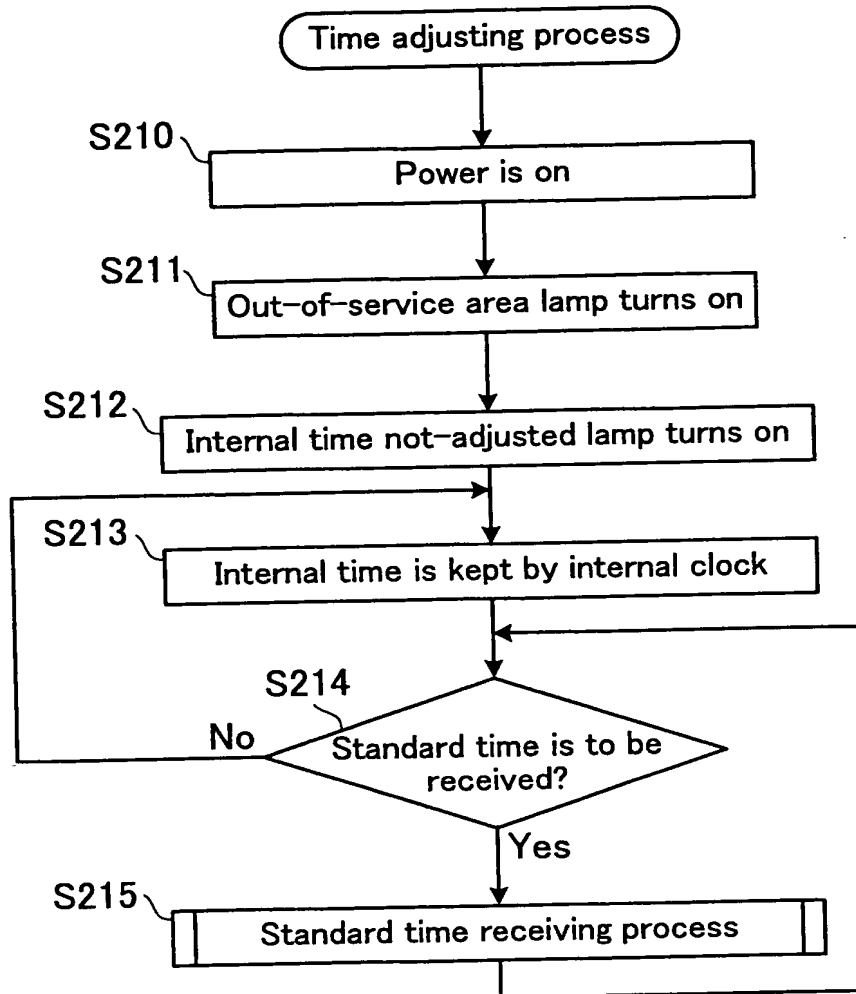 Time adjusting process
S210
Power is on
S211
Out-of-service area lamp turns on
S212
Internal time not-adjusted lamp turns on
S213
Internal time is kept by internal clock
S214
No
Standard time is to be
received?
Yes
S215
Standard time receiving process